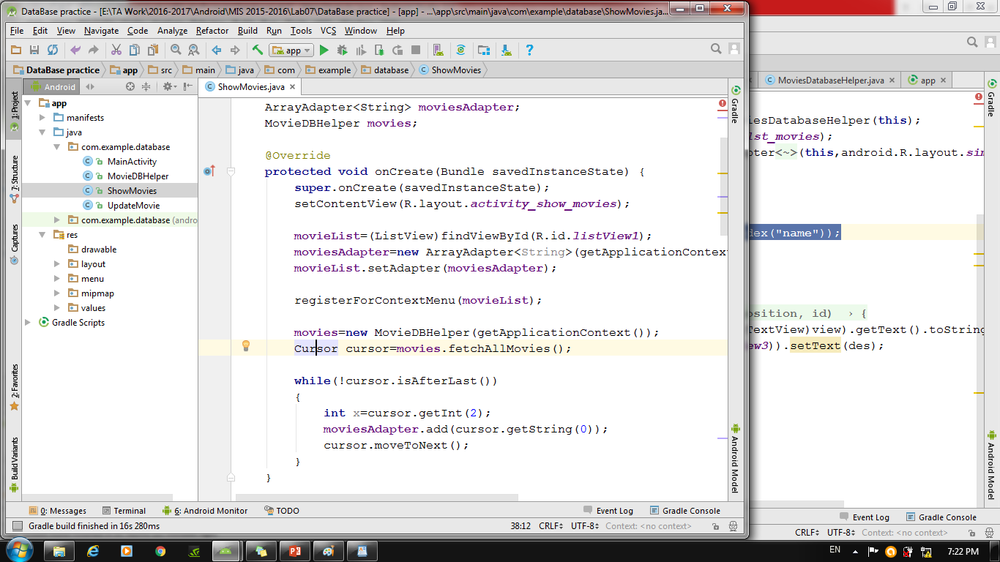 DataBase practice - [E:\TA Work\2016-2017\Android\MIS 2015-2016\Lab07\DataBase practice] - [app] - ...\app\src\main\java\com\example\database\ShowMovies.ja...
File Edit View Navigate Code Analyze Refactor Build Run Tools VCS Window Help
app
DataBase practice app src main java com example database ShowMovies
Android
ShowMovies.java
MoviesDatabaseHelper.java app
1: Project
7: Structure
Captures
2: Favorites
Build Variants
app
manifests
java
com.example.database
MainActivity
MovieDBHelper
ShowMovies
UpdateMovie
com.example.database (andro
res
drawable
layout
menu
mipmap
values
Gradle Scripts
ArrayAdapter<String> moviesAdapter;
MovieDBHelper movies;
@Override
protected void onCreate(Bundle savedInstanceState) {
super.onCreate(savedInstanceState);
setContentView(R.layout.activity_show_movies);
movieList=(ListView)findViewById(R.id.listView1);
moviesAdapter=new ArrayAdapter<String>(getApplicationContext
movieList.setAdapter(moviesAdapter);
registerForContextMenu(movieList);
movies=new MovieDBHelper(getApplicationContext());
Cursor cursor=movies.fetchAllMovies();
while(!cursor.isAfterLast())
{
int x=cursor.getInt(2);
moviesAdapter.add(cursor.getString(0));
cursor.moveToNext();
}
}
Gradle
Android Model
iesDatabaseHelper(this);
lst_movies);
pter<~>(this,android.R.layout.sim
dex("name"));
osition, id) > {
TextView)view).getText().toString
ew3)).setText(des);
Gradle
Android Model
0: Messages Terminal 6: Android Monitor TODO Event Log Gradle Console
Gradle build finished in 16s 280ms 38:12 CRLF UTF-8 Context: <no context>
Event Log Gradle Console
CRLF UTF-8 Context: <no context>
EN 7:22 PM